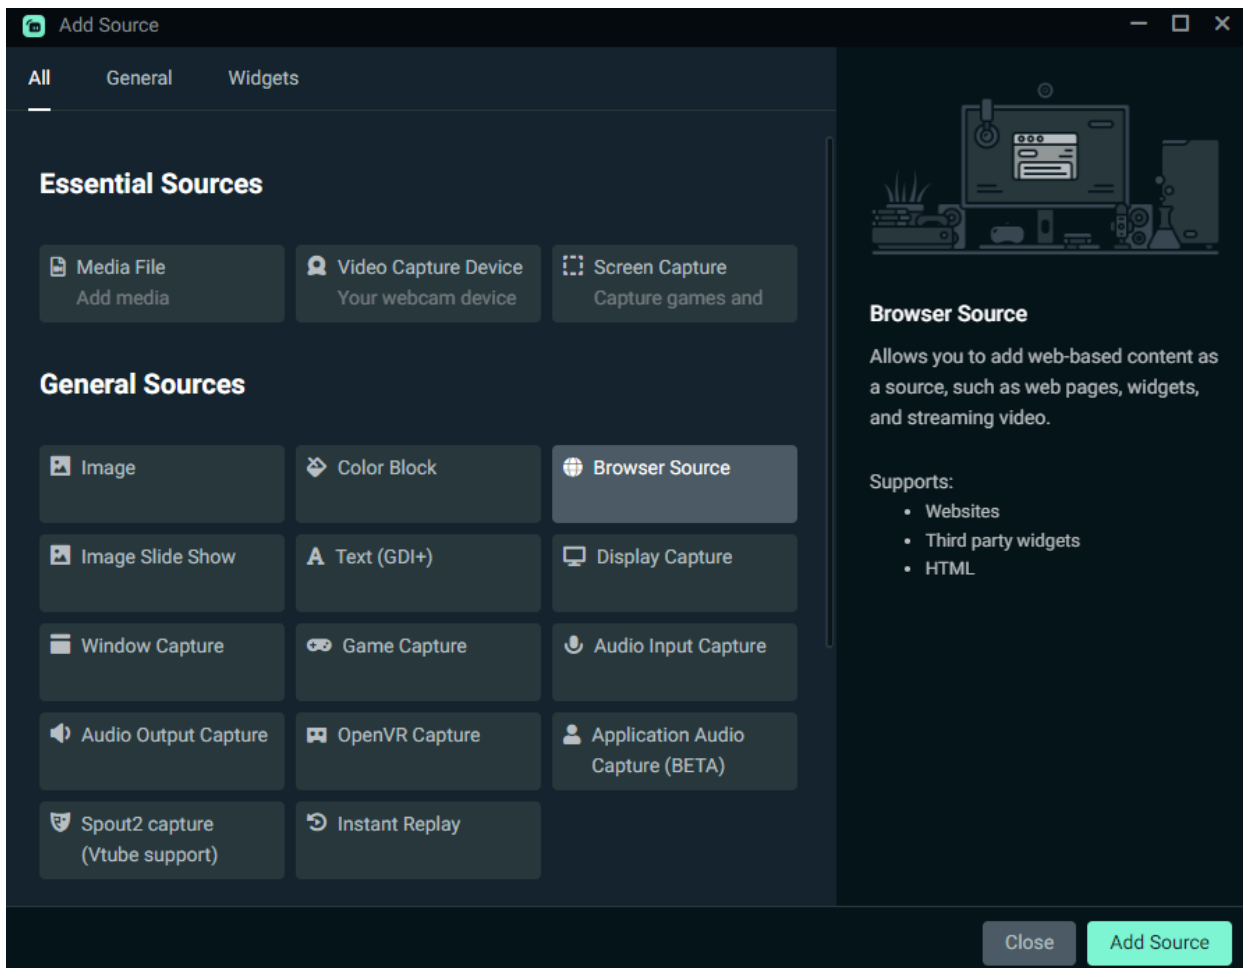 Add Source
All General Widgets
Essential Sources
Media File
Add media
Video Capture Device
Your webcam device
Screen Capture
Capture games and
General Sources
Image
Color Block
Browser Source
Image Slide Show
Text (GDI+)
Display Capture
Window Capture
Game Capture
Audio Input Capture
Audio Output Capture
OpenVR Capture
Application Audio
Capture (BETA)
Spout2 capture
(Vtube support)
Instant Replay
Browser Source
Allows you to add web-based content as
a source, such as web pages, widgets,
and streaming video.
Supports:
• Websites
• Third party widgets
• HTML
Close
Add Source